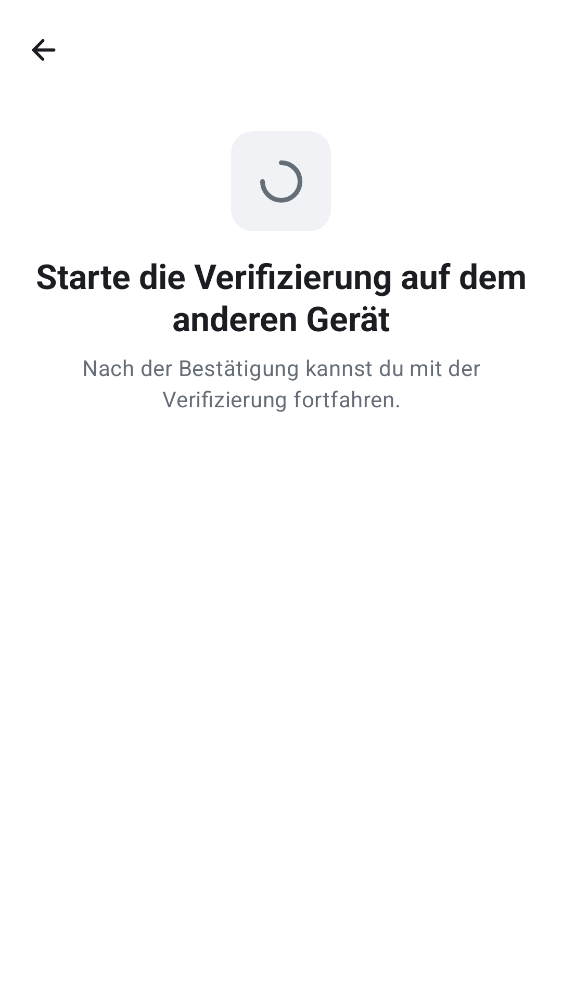 Starte die Verifizierung auf dem
anderen Gerät
Nach der Bestätigung kannst du mit der
Verifizierung fortfahren.